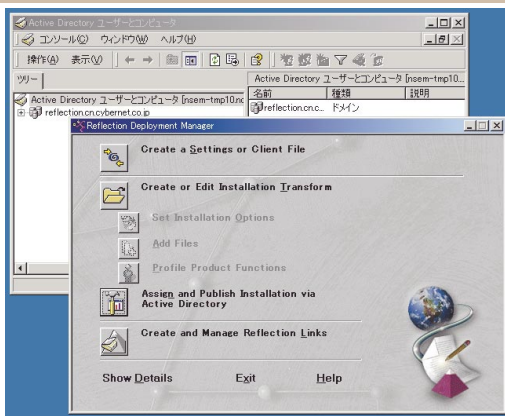 Active Directory ユーザーとコンピュータ
コンソール(C) ウィンドウ(W) ヘルプ(H)
操作(A) 表示(V)
ツリー
Active Directory ユーザーとコンピュータ [nsem-tmp10.nc
reflection.cn.cybernet.co.jp
Active Directory ユーザーとコンピュータ [nsem-tmp10...
名前 種類 説明
reflection.cn.c... ドメイン
Reflection Deployment Manager
Create a Settings or Client File
Create or Edit Installation Transform
Set Installation Options
Add Files
Profile Product Functions
Assign and Publish Installation via
Active Directory
Create and Manage Reflection Links
Show Details Exit Help